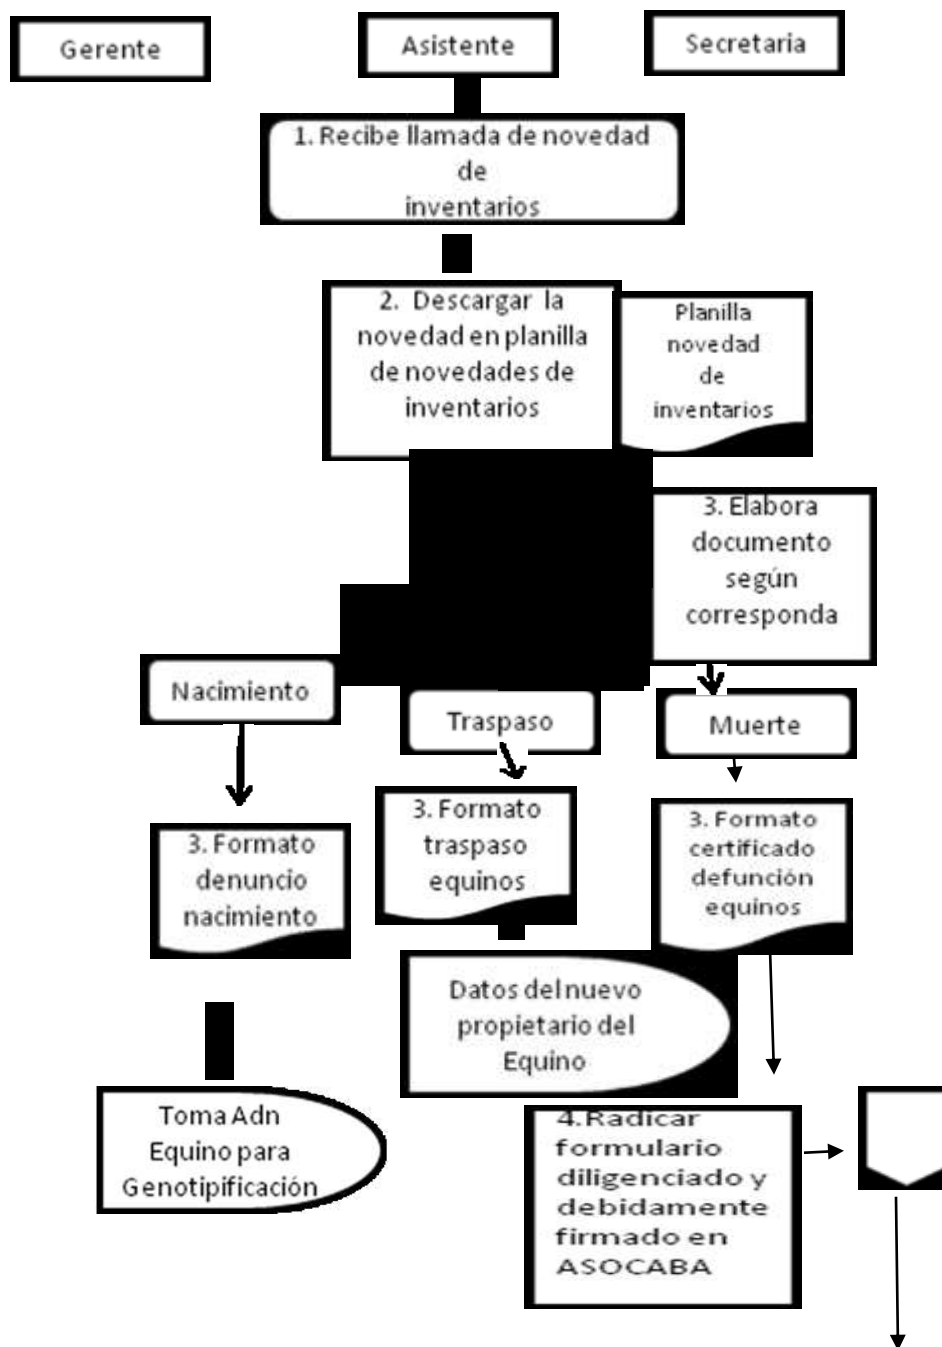 Gerente
Asistente
Secretaria
1. Recibe llamada de novedad
de
inventarios
2. Descargar la
novedad en planilla
de novedades de
inventarios
Planilla
novedad
de
inventarios
3. Elabora
documento
según
corresponda
Nacimiento
Traspaso
Muerte
3. Formato
denuncio
nacimiento
3. Formato
traspaso
equinos
3. Formato
certificado
defunción
equinos
Datos del nuevo
propietario del
Equino
Toma Adn
Equino para
Genotipificación
4. Radicar
formulario
diligenciado y
debidamente
firmado en
ASOCABA